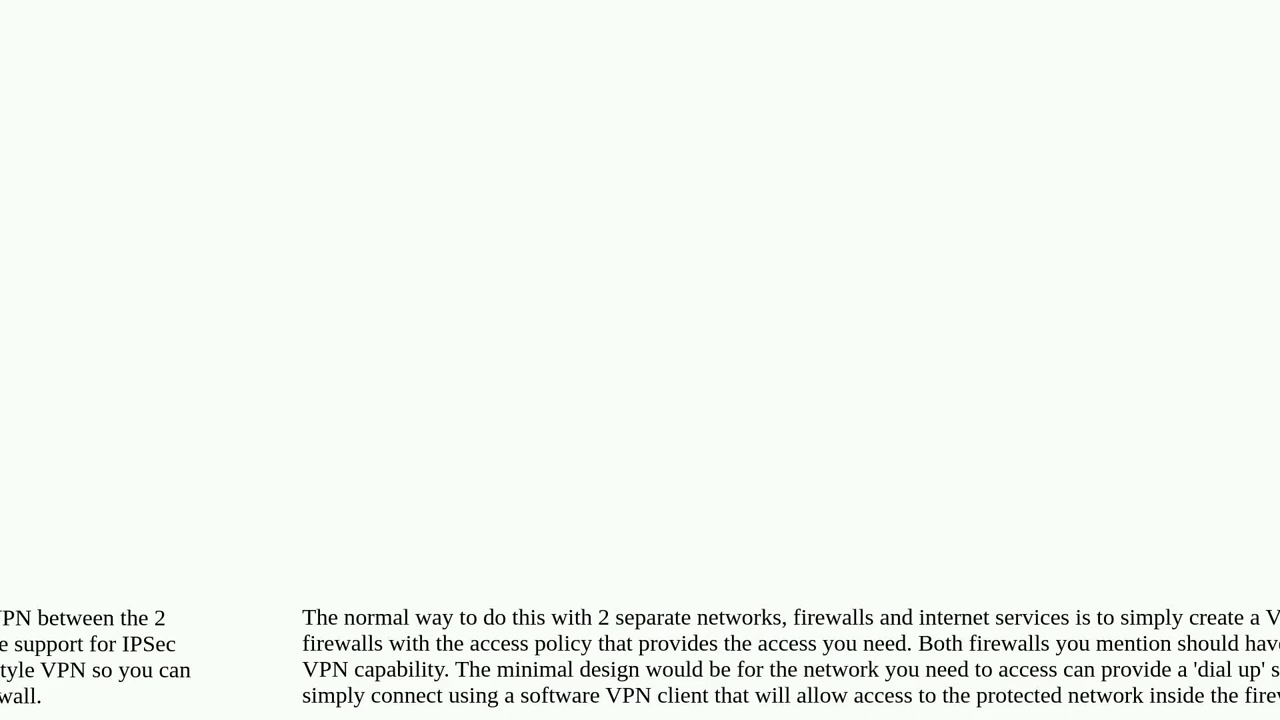 VPN between the 2
e support for IPSec
tyle VPN so you can
wall.
The normal way to do this with 2 separate networks, firewalls and internet services is to simply create a V
firewalls with the access policy that provides the access you need. Both firewalls you mention should have
VPN capability. The minimal design would be for the network you need to access can provide a 'dial up' s
simply connect using a software VPN client that will allow access to the protected network inside the firew